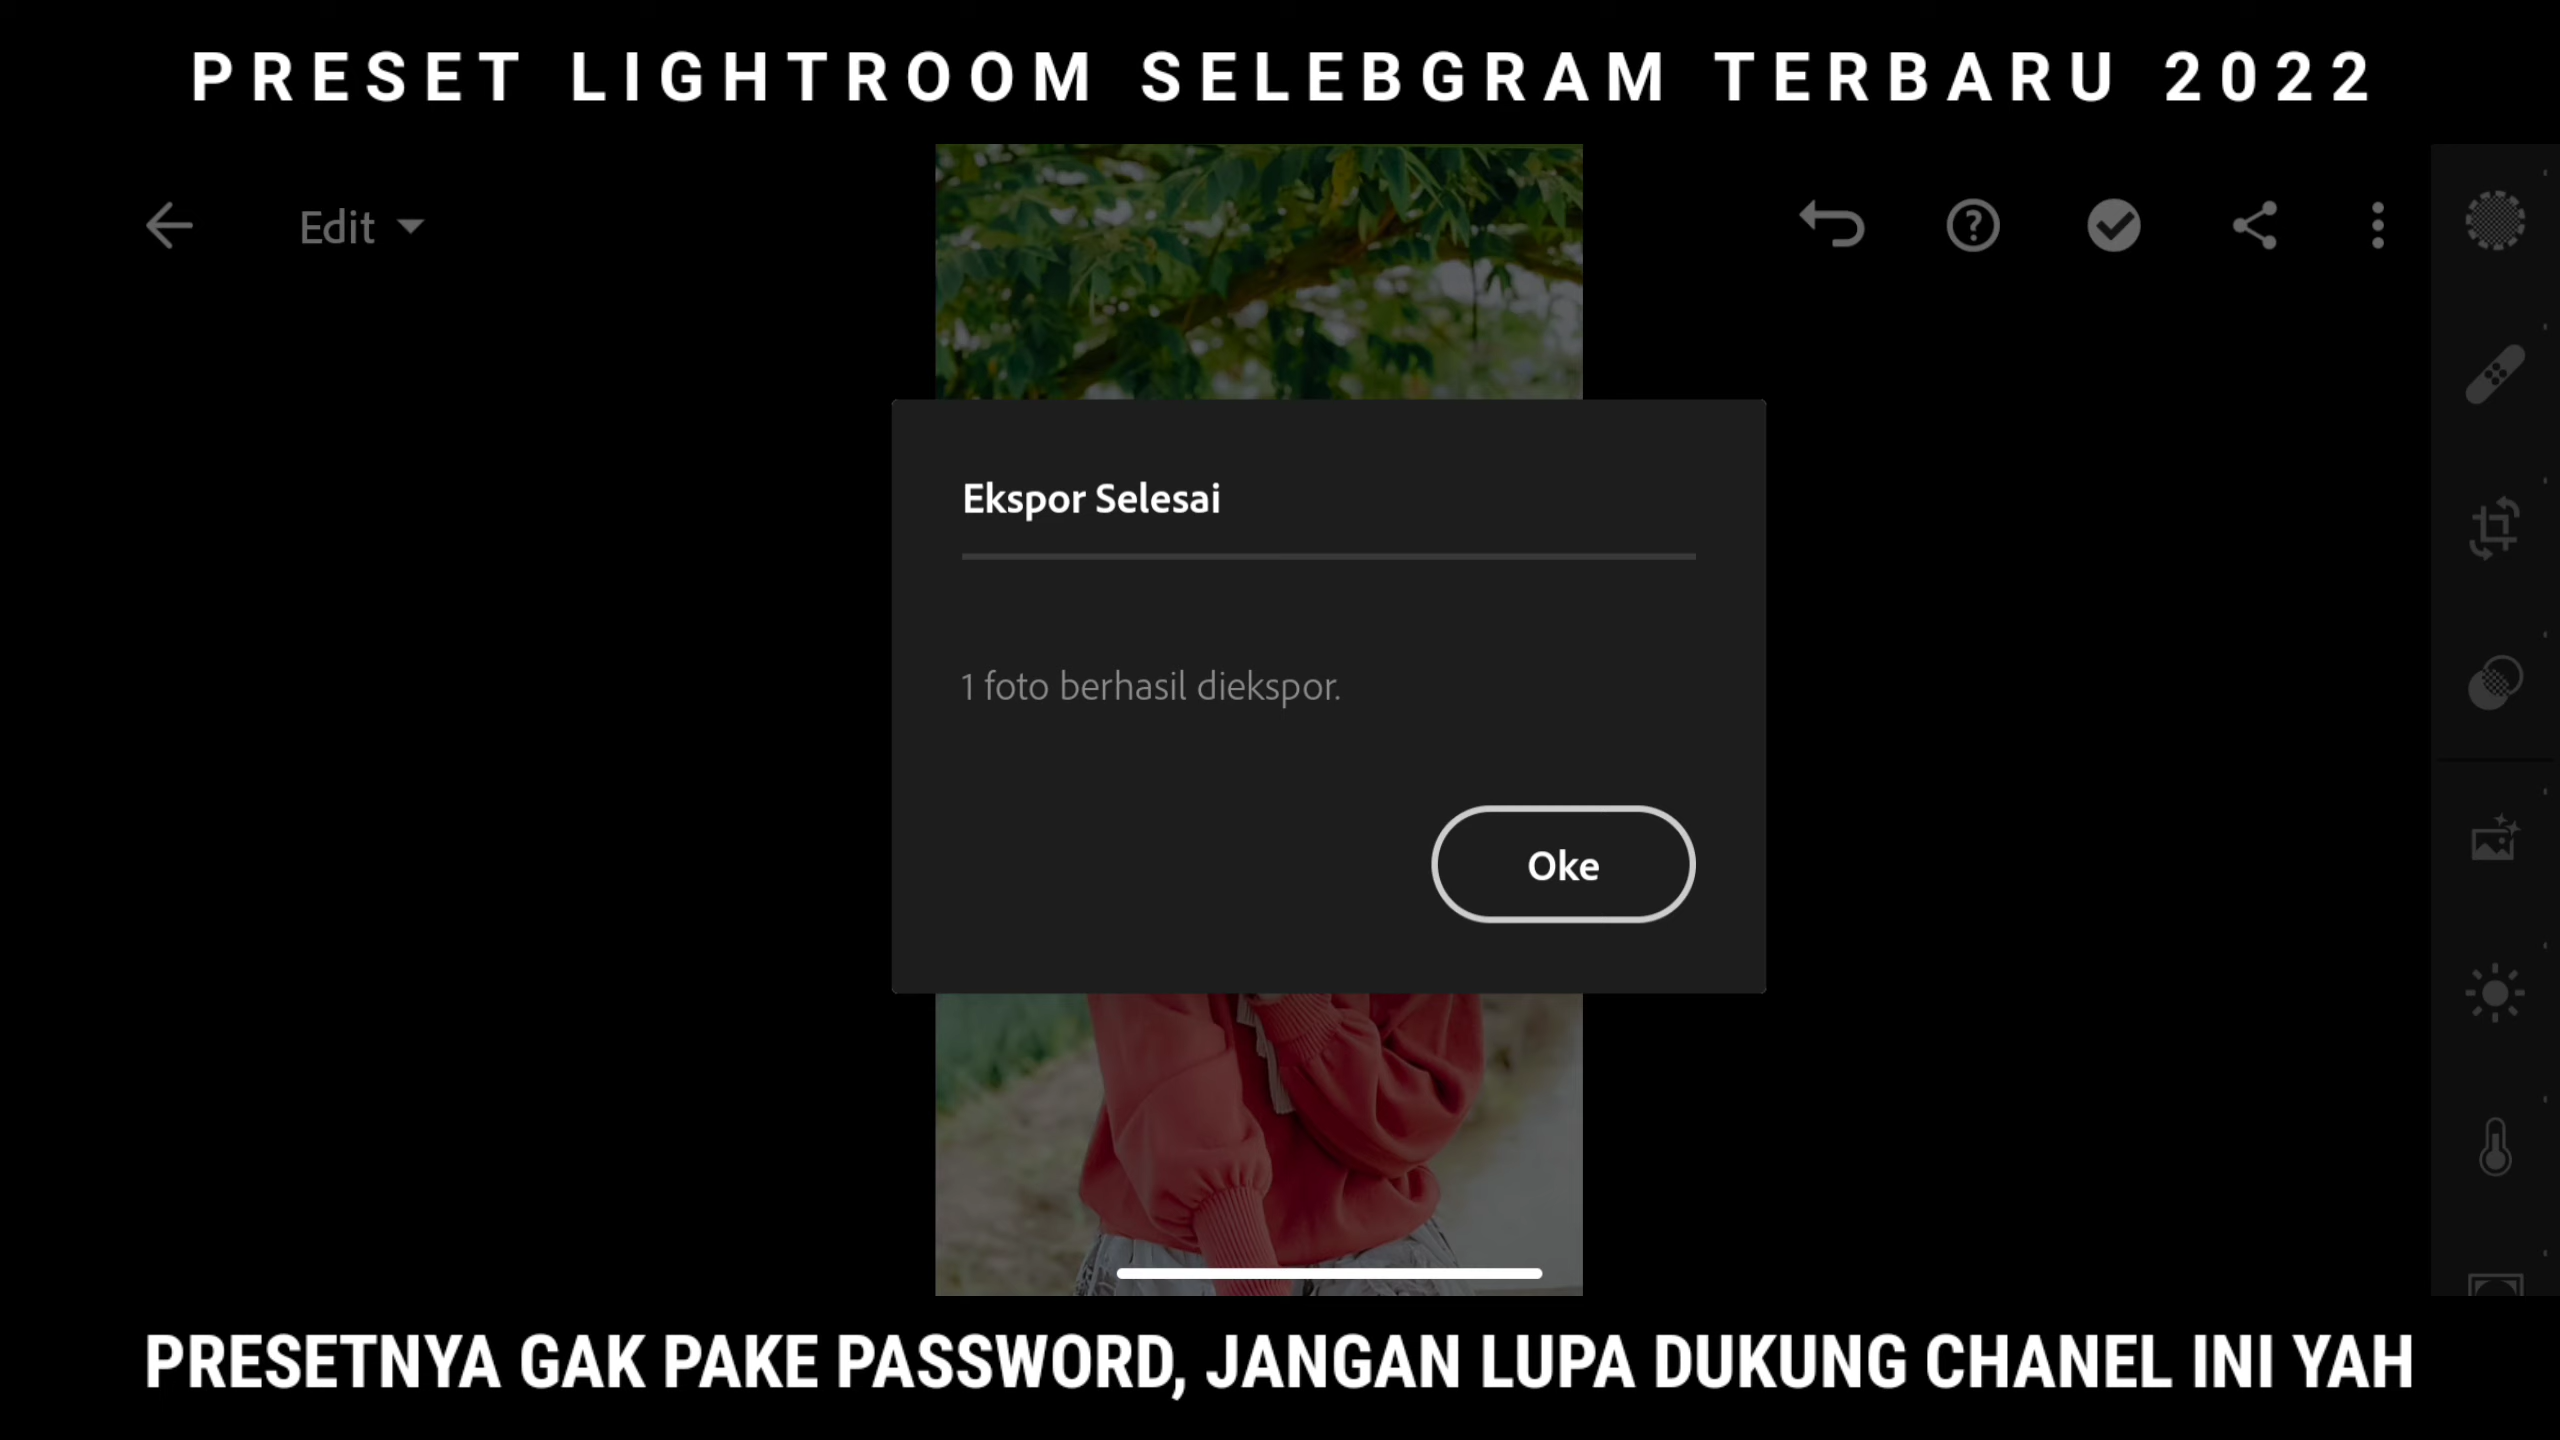 PRESET LIGHTROOM SELEBGRAM TERBARU 2022
Edit
Ekspor Selesai
1 foto berhasil diekspor.
Oke
PRESETNYA GAK PAKE PASSWORD, JANGAN LUPA DUKUNG CHANEL INI YAH